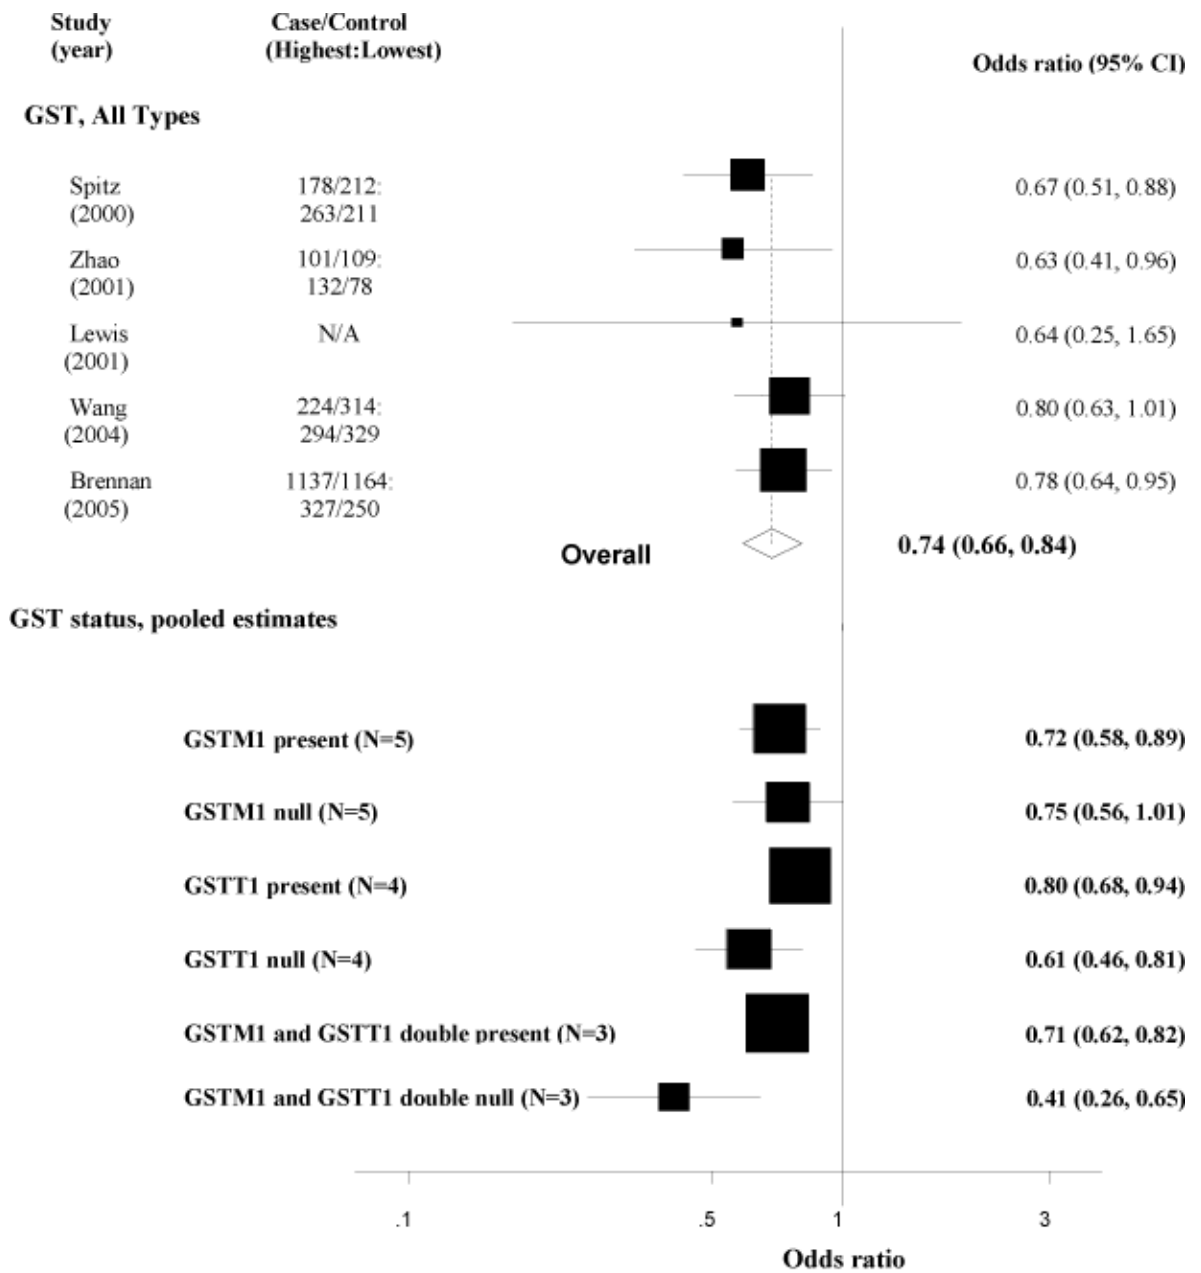 Study Case/Control
(year) (Highest:Lowest)
Odds ratio (95% CI)
GST, All Types
Spitz 178/212: 0.67 (0.51, 0.88)
(2000) 263/211
Zhao 101/109: 0.63 (0.41, 0.96)
(2001) 132/78
Lewis N/A 0.64 (0.25, 1.65)
(2001)
Wang 224/314: 0.80 (0.63, 1.01)
(2004) 294/329
Brennan 1137/1164: 0.78 (0.64, 0.95)
(2005) 327/250
Overall 0.74 (0.66, 0.84)
GST status, pooled estimates
GSTM1 present (N=5) 0.72 (0.58, 0.89)
GSTM1 null (N=5) 0.75 (0.56, 1.01)
GSTT1 present (N=4) 0.80 (0.68, 0.94)
GSTT1 null (N=4) 0.61 (0.46, 0.81)
GSTM1 and GSTT1 double present (N=3) 0.71 (0.62, 0.82)
GSTM1 and GSTT1 double null (N=3) 0.41 (0.26, 0.65)
.1 .5 1 3
Odds ratio